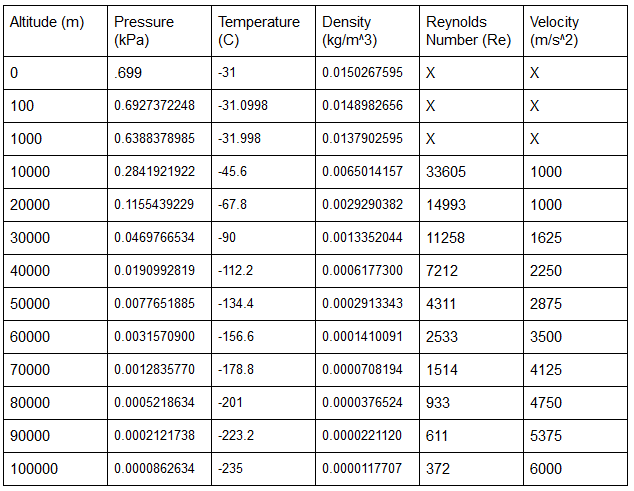 Altitude (m) Pressure (kPa) Temperature (C) Density (kg/m^3) Reynolds Number (Re) Velocity (m/s^2)
0 .699 -31 0.0150267595 X X
100 0.6927372248 -31.0998 0.0148982656 X X
1000 0.6388378985 -31.998 0.0137902595 X X
10000 0.2841921922 -45.6 0.0065014157 33605 1000
20000 0.1155439229 -67.8 0.0029290382 14993 1000
30000 0.0469766534 -90 0.0013352044 11258 1625
40000 0.0190992819 -112.2 0.0006177300 7212 2250
50000 0.0077651885 -134.4 0.0002913343 4311 2875
60000 0.0031570900 -156.6 0.0001410091 2533 3500
70000 0.0012835770 -178.8 0.0000708194 1514 4125
80000 0.0005218634 -201 0.0000376524 933 4750
90000 0.0002121738 -223.2 0.0000221120 611 5375
100000 0.0000862634 -235 0.0000117707 372 6000